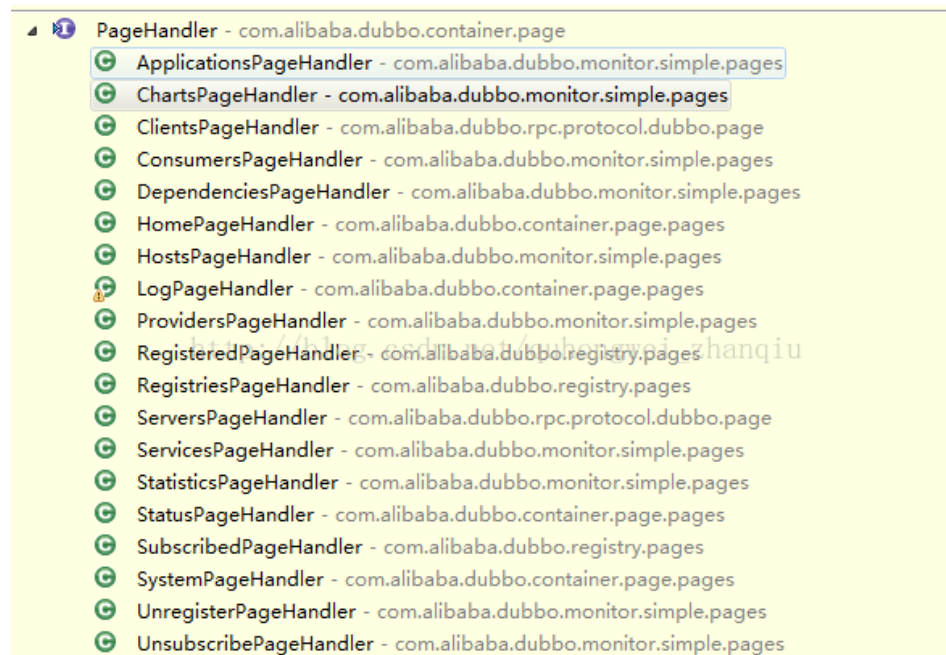 PageHandler - com.alibaba.dubbo.container.page
ApplicationsPageHandler - com.alibaba.dubbo.monitor.simple.pages
ChartsPageHandler - com.alibaba.dubbo.monitor.simple.pages
ClientsPageHandler - com.alibaba.dubbo.rpc.protocol.dubbo.page
ConsumersPageHandler - com.alibaba.dubbo.monitor.simple.pages
DependenciesPageHandler - com.alibaba.dubbo.monitor.simple.pages
HomePageHandler - com.alibaba.dubbo.container.page.pages
HostsPageHandler - com.alibaba.dubbo.monitor.simple.pages
LogPageHandler - com.alibaba.dubbo.container.page.pages
ProvidersPageHandler - com.alibaba.dubbo.monitor.simple.pages
RegisteredPageHandler - com.alibaba.dubbo.registry.pages
http://blog.csdn.net/quhongwei_zhanqiu
RegistriesPageHandler - com.alibaba.dubbo.registry.pages
ServersPageHandler - com.alibaba.dubbo.rpc.protocol.dubbo.page
ServicesPageHandler - com.alibaba.dubbo.monitor.simple.pages
StatisticsPageHandler - com.alibaba.dubbo.monitor.simple.pages
StatusPageHandler - com.alibaba.dubbo.container.page.pages
SubscribedPageHandler - com.alibaba.dubbo.registry.pages
SystemPageHandler - com.alibaba.dubbo.container.page.pages
UnregisterPageHandler - com.alibaba.dubbo.monitor.simple.pages
UnsubscribePageHandler - com.alibaba.dubbo.monitor.simple.pages